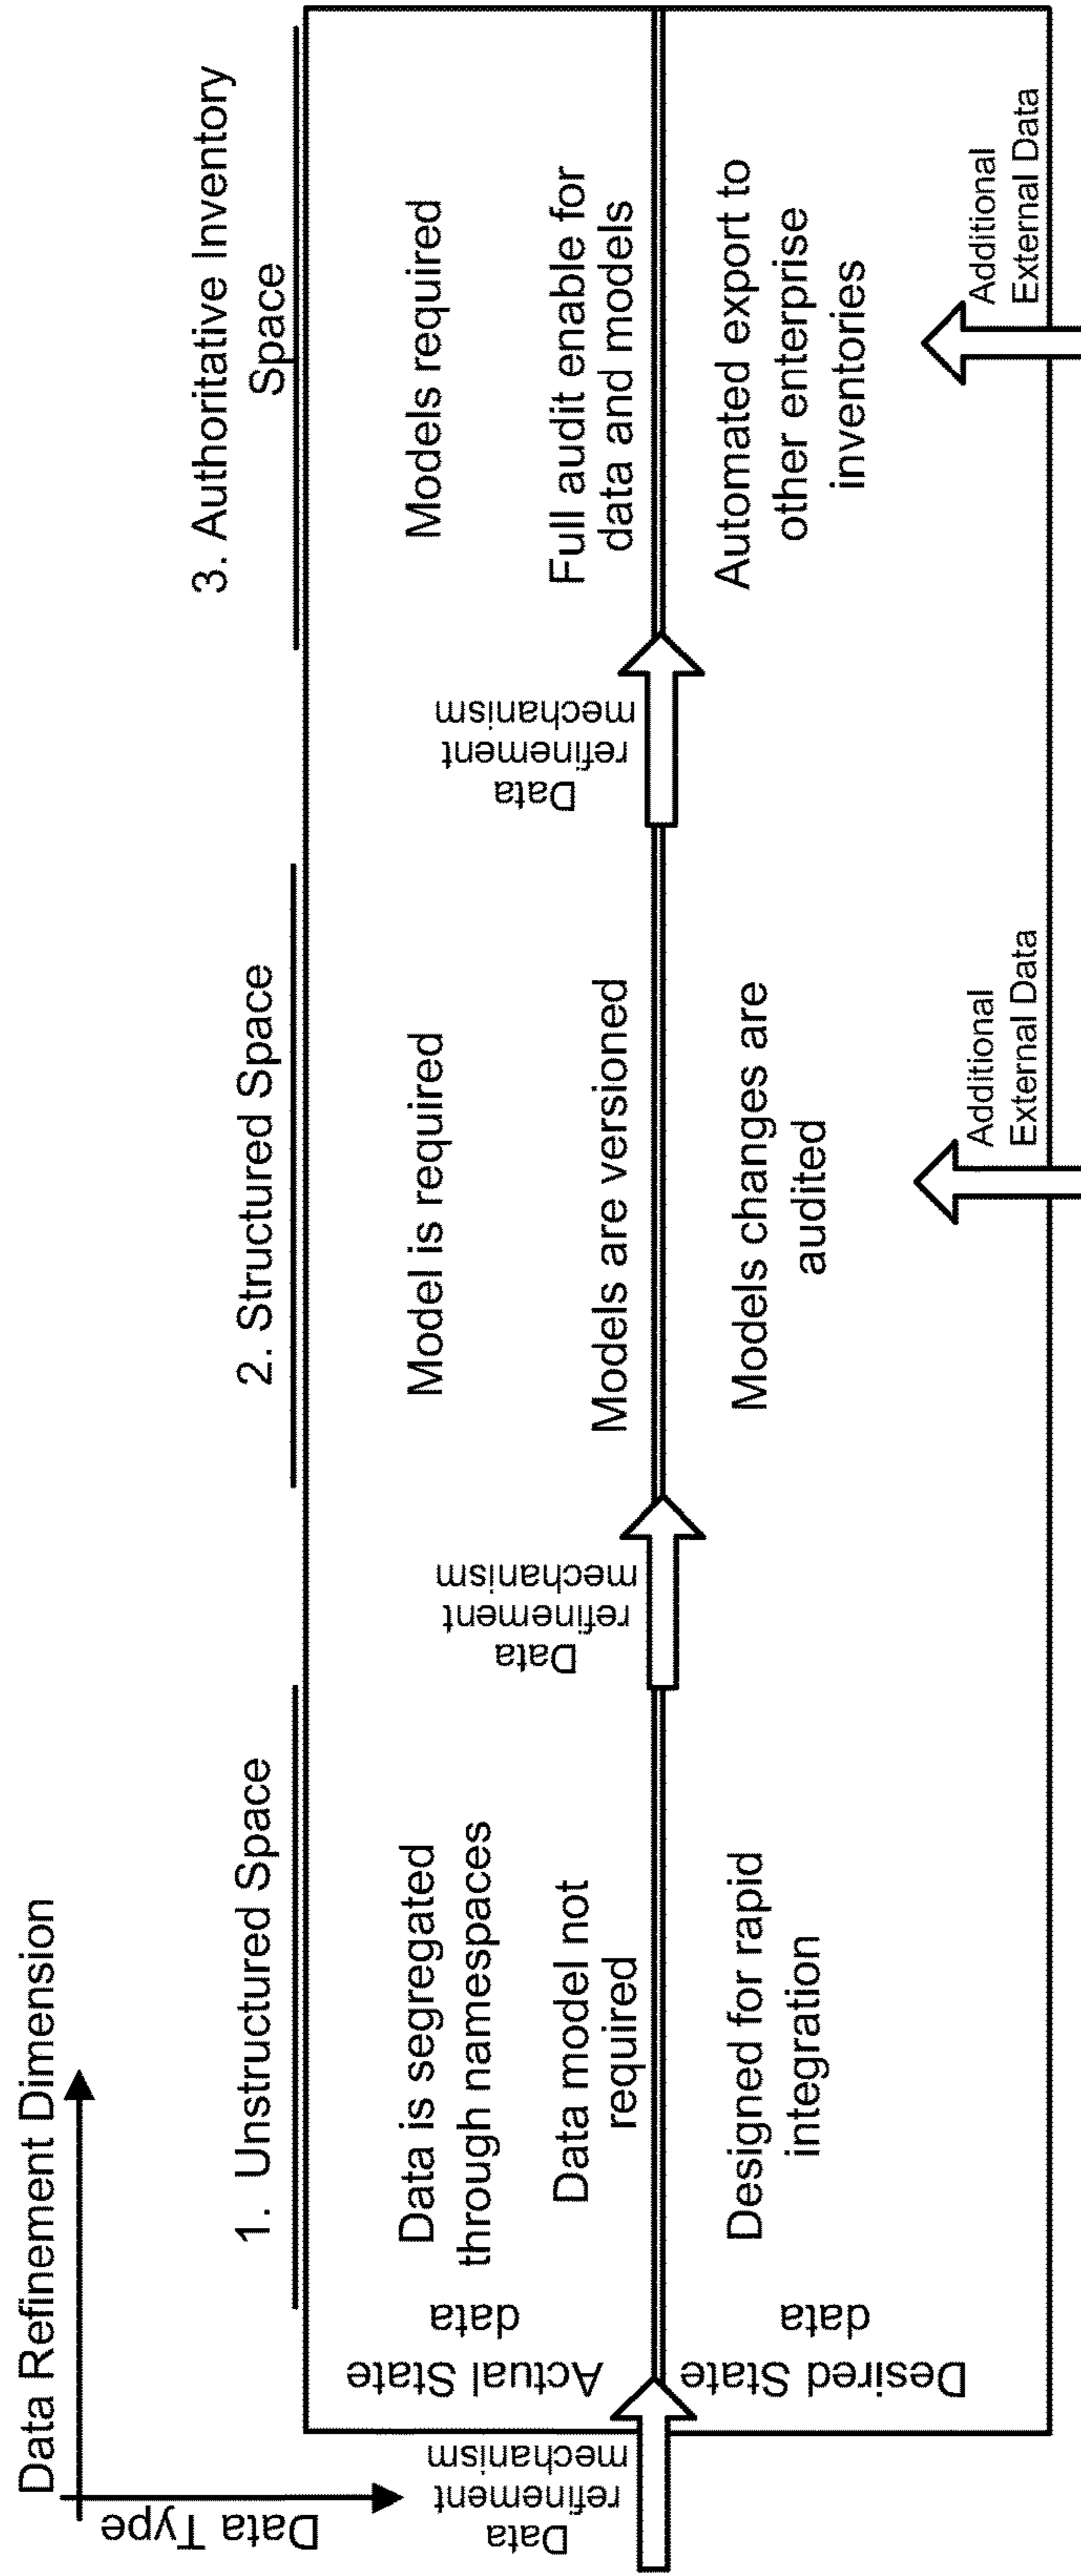 Data Refinement Dimension
Data Type
1. Unstructured Space
2. Structured Space
3. Authoritative Inventory
Space
Data
refinement
mechanism
Actual State
data
Desired State
data
Data is segregated
through namespaces
Data model not
required
Designed for rapid
integration
Data
refinement
mechanism
Model is required
Models are versioned
Models changes are
audited
Additional
External Data
Data
refinement
mechanism
Models required
Full audit enable for
data and models
Automated export to
other enterprise
inventories
Additional
External Data